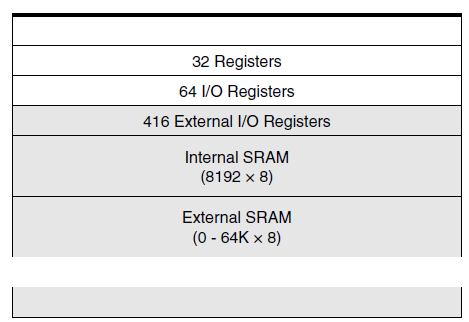 32 Registers
64 I/O Registers
416 External I/O Registers
Internal SRAM
(8192 × 8)
External SRAM
(0 - 64K × 8)